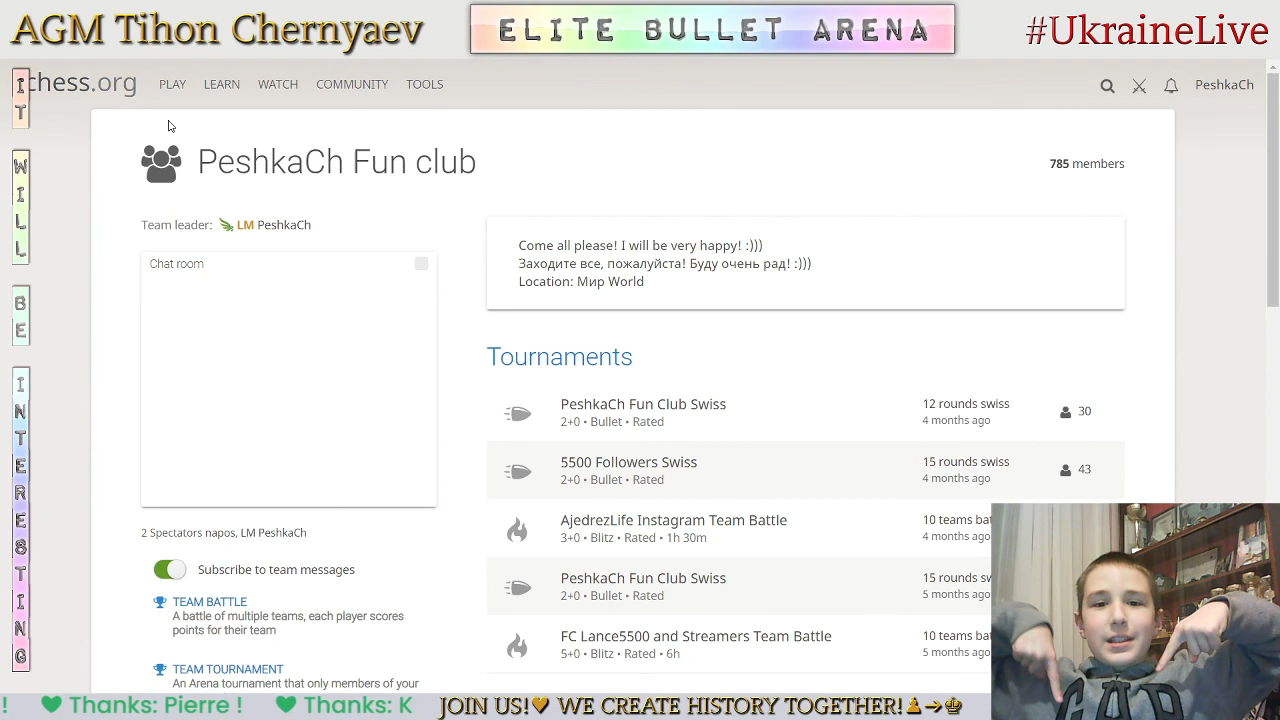 AGM Tihon Chernyaev
ELITE BULLET ARENA
#UkraineLive
chess.org
PLAY
LEARN
WATCH
COMMUNITY
TOOLS
PeshkaCh
IT
WILL
BE
INTERESTING
PeshkaCh Fun club
785 members
Team leader: LM PeshkaCh
Chat room
Come all please! I will be very happy! :)))
Заходите все, пожалуйста! Буду очень рад! :)))
Location: Мир World
Tournaments
PeshkaCh Fun Club Swiss
2+0 • Bullet • Rated
12 rounds swiss
4 months ago
30
5500 Followers Swiss
2+0 • Bullet • Rated
15 rounds swiss
4 months ago
43
AjedrezLife Instagram Team Battle
3+0 • Blitz • Rated • 1h 30m
10 teams bat
4 months ago
PeshkaCh Fun Club Swiss
2+0 • Bullet • Rated
15 rounds sw
5 months ago
FC Lance5500 and Streamers Team Battle
5+0 • Blitz • Rated • 6h
10 teams bat
5 months ago
2 Spectators napos, LM PeshkaCh
Subscribe to team messages
TEAM BATTLE
A battle of multiple teams, each player scores
points for their team
TEAM TOURNAMENT
An Arena tournament that only members of your
GAP
! Thanks: Pierre ! Thanks: K
JOIN US! WE CREATE HISTORY TOGETHER!